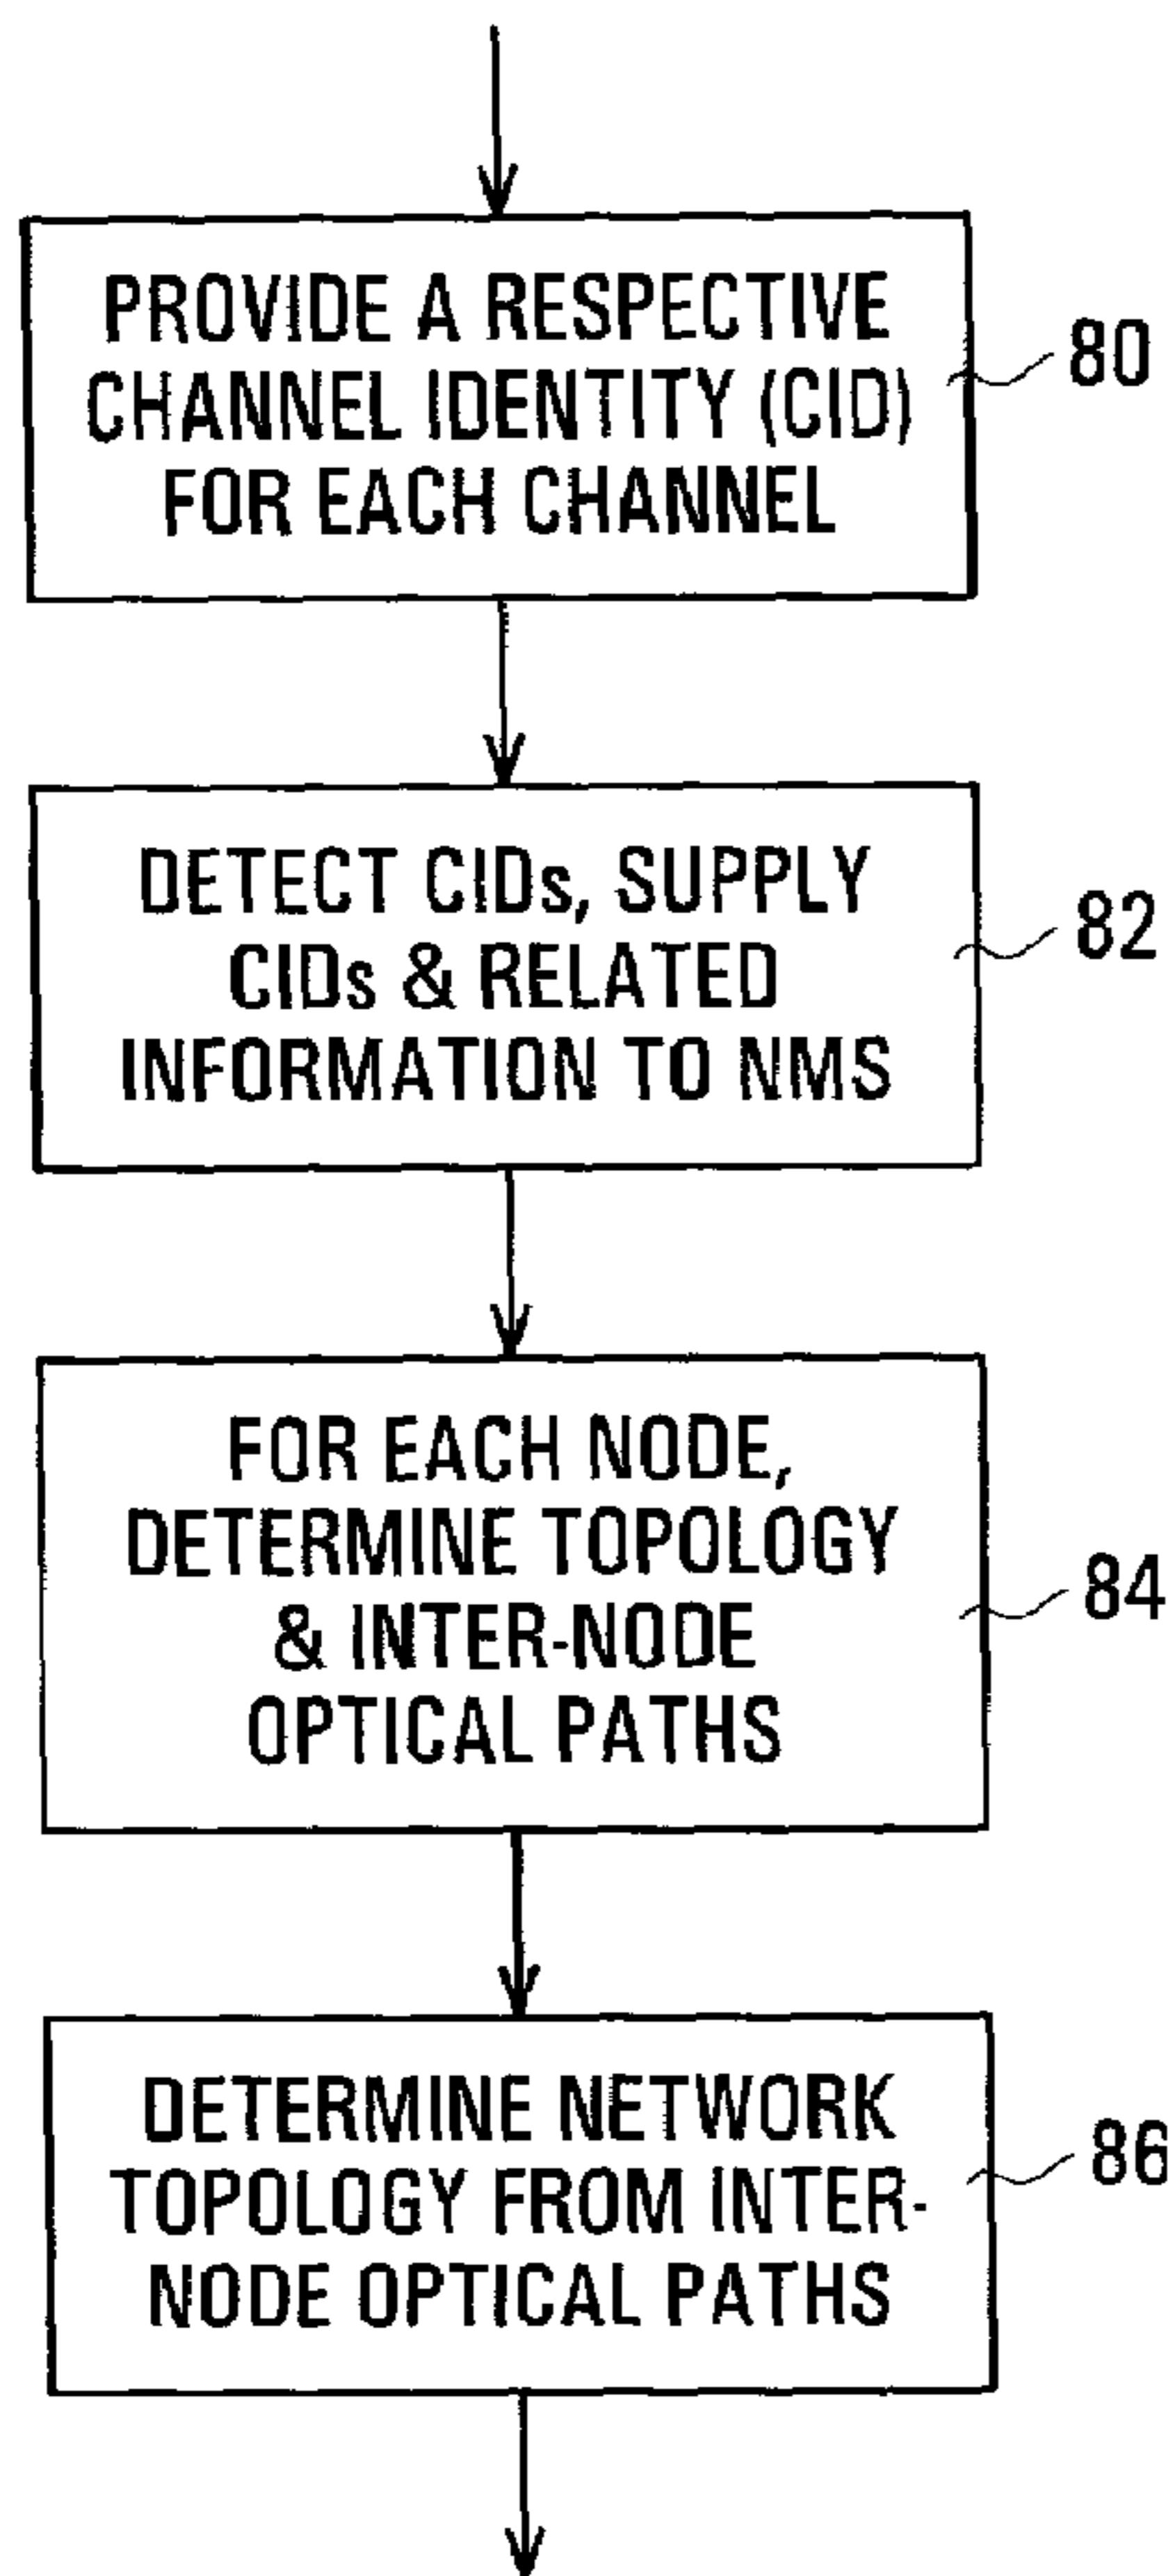 PROVIDE A RESPECTIVE
CHANNEL IDENTITY (CID)
FOR EACH CHANNEL
80
DETECT CIDs, SUPPLY
CIDs & RELATED
INFORMATION TO NMS
82
FOR EACH NODE,
DETERMINE TOPOLOGY
& INTER-NODE
OPTICAL PATHS
84
DETERMINE NETWORK
TOPOLOGY FROM INTER-
NODE OPTICAL PATHS
86